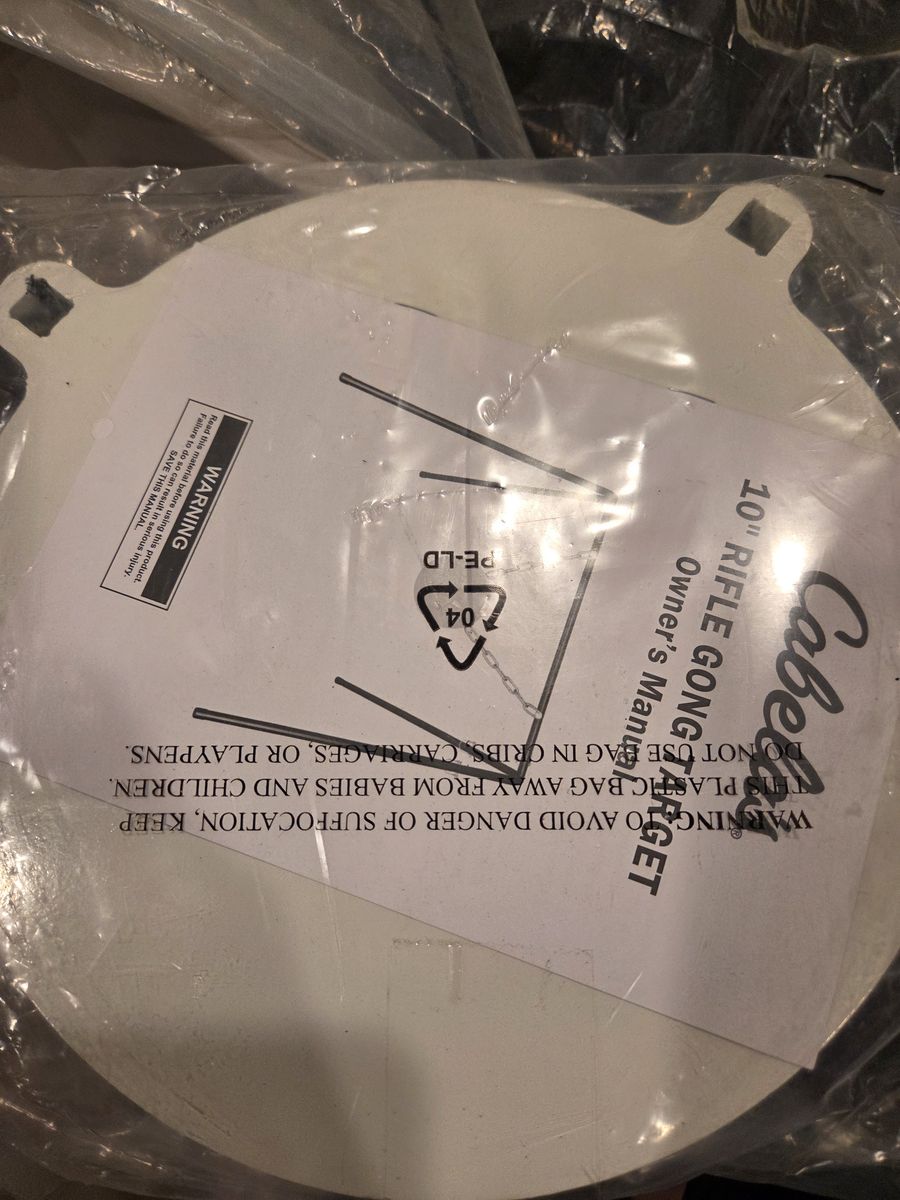 Cabela's®
10" RIFLE GONG TARGET
Owner's Manual
WARNING
Read this material before using this product.
Failure to do so can result in serious injury.
SAVE THIS MANUAL.
WARNING: TO AVOID DANGER OF SUFFOCATION, KEEP
THIS PLASTIC BAG AWAY FROM BABIES AND CHILDREN.
DO NOT USE BAG IN CRIBS, CARRIAGES, OR PLAYPENS.
04
PE-LD